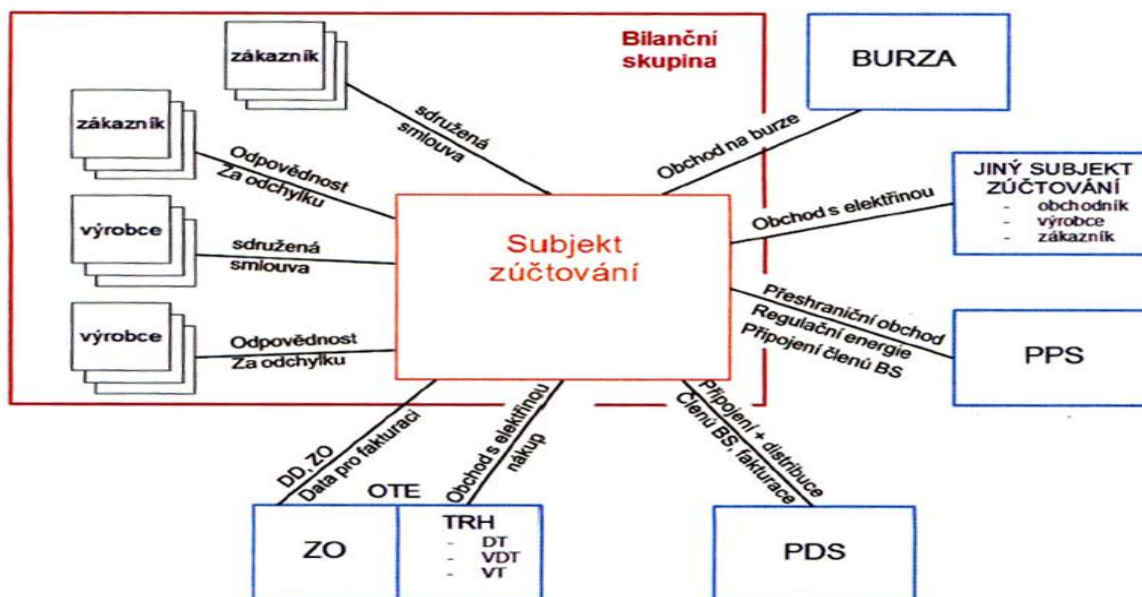 zákazník
Bilanční
skupina
BURZA
zákazník
sdružená
smlouva
Obchod na burze
Odpovědnost
Za odchylku
JINÝ SUBJEKT
ZÚČTOVÁNÍ
- obchodník
- výrobce
- zákazník
Obchod s elektřinou
výrobce
sdružená
smlouva
Subjekt
zúčtování
výrobce
Odpovědnost
Za odchylku
Přeshraniční obchod
Regulační energie
Připojení členů BS
PPS
DD, ZO
Data pro fakturaci
Obchod s elektřinou
nákup
Připojení + distribuce
Členů BS, fakturace
OTE
ZO
TRH
- DT
- VDT
- VT
PDS